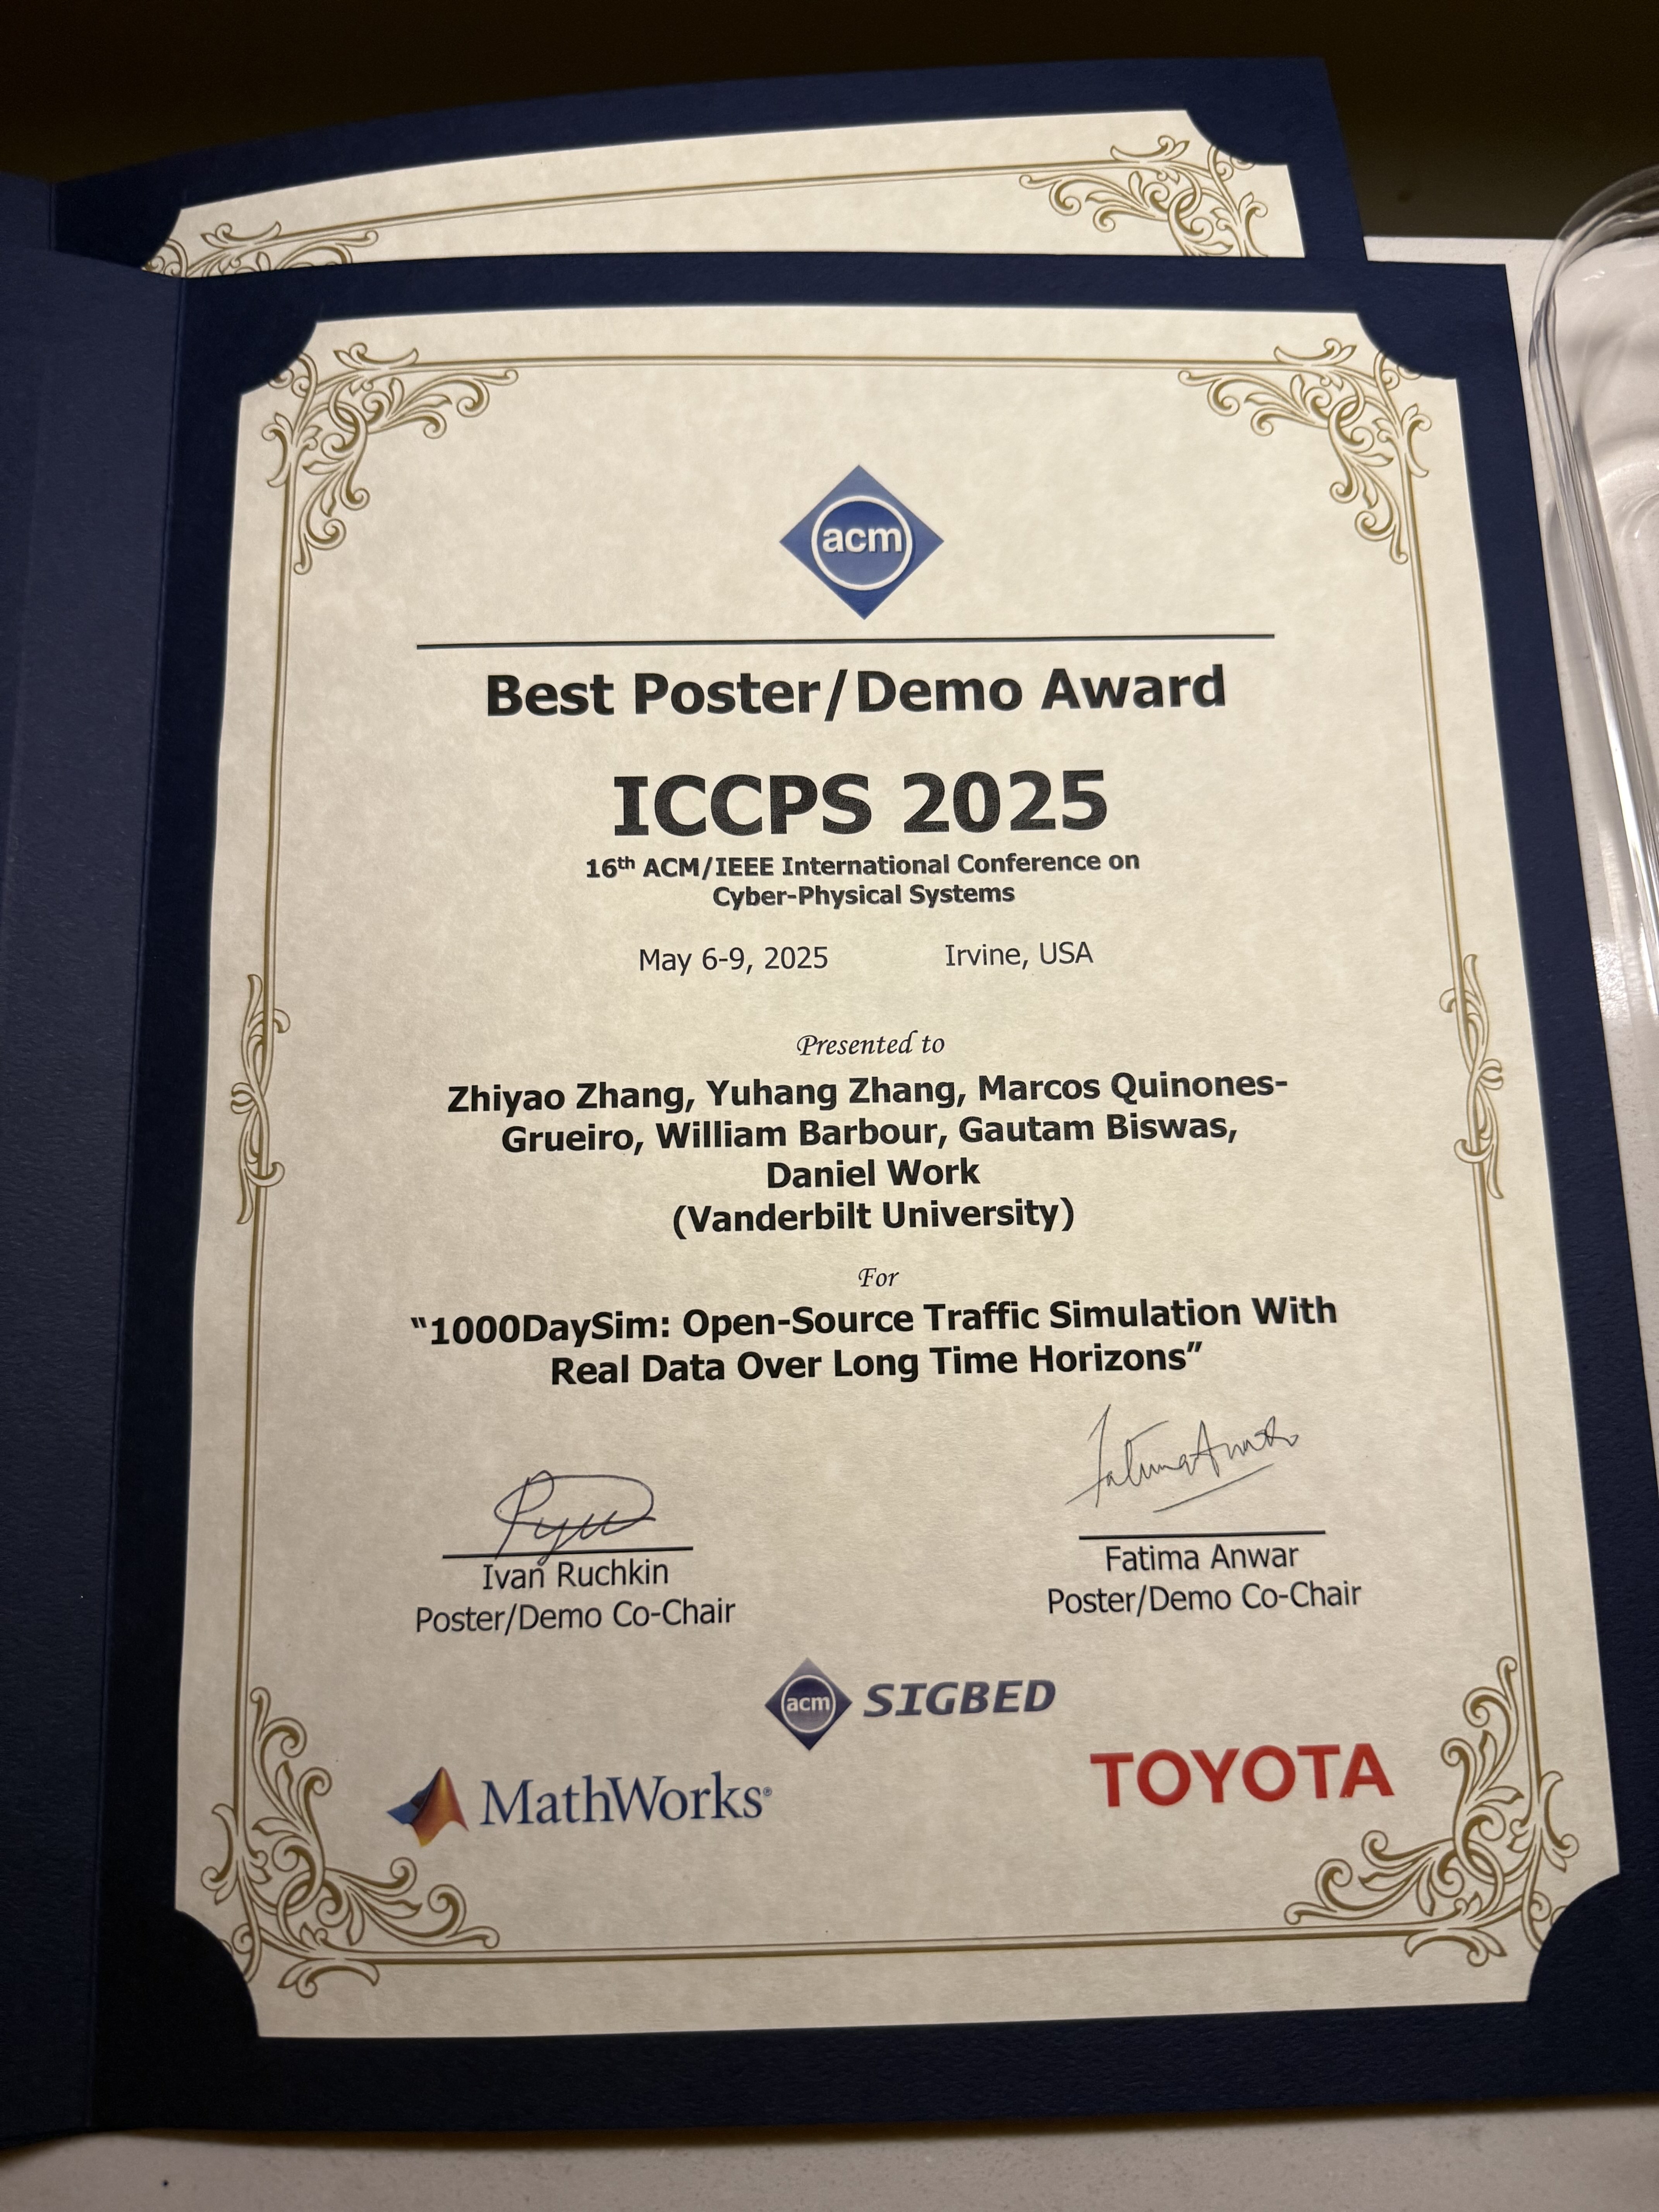 acm
Best Poster/Demo Award
ICCPS 2025
16th ACM/IEEE International Conference on
Cyber-Physical Systems
May 6-9, 2025 Irvine, USA
Presented to
Zhiyao Zhang, Yuhang Zhang, Marcos Quinones-
Grueiro, William Barbour, Gautam Biswas,
Daniel Work
(Vanderbilt University)
For
“1000DaySim: Open-Source Traffic Simulation With
Real Data Over Long Time Horizons”
Fatima Anwar
Ivan Ruchkin
Poster/Demo Co-Chair
Fatima Anwar
Poster/Demo Co-Chair
acm SIGBED
MathWorks®
TOYOTA